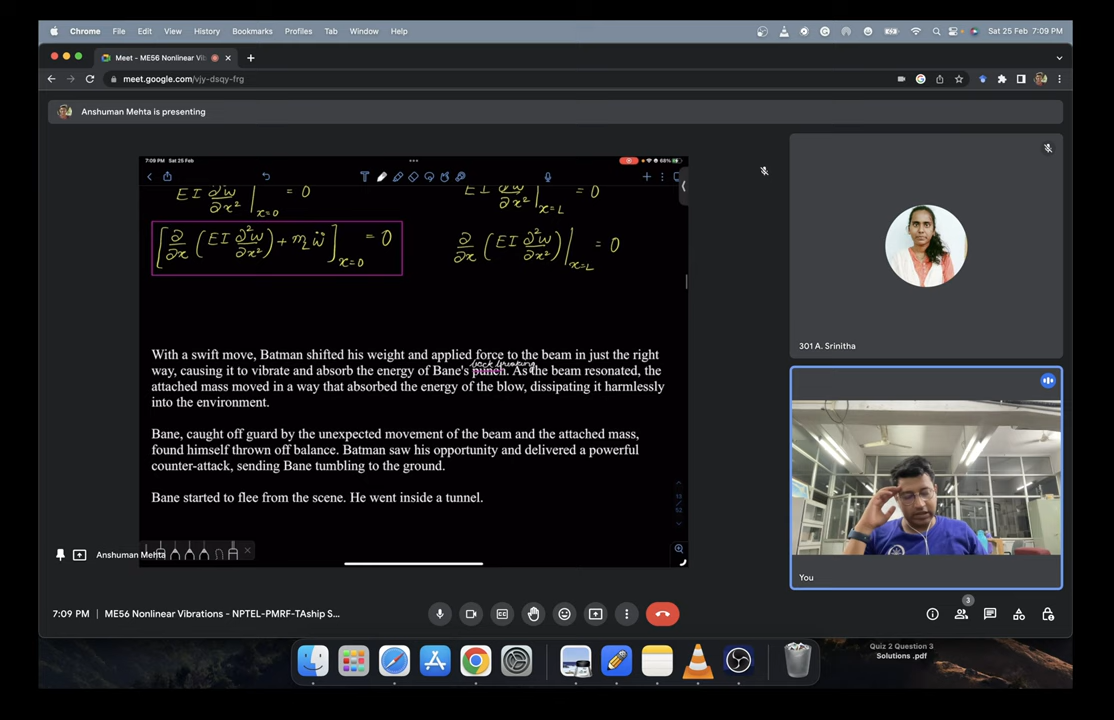 Chrome File Edit View History Bookmarks Profiles Tab Window Help Sat 25 Feb 7:09 PM
Meet - ME56 Nonlinear Vib
meet.google.com/vjy-dsqy-frg
Anshuman Mehta is presenting
7:09 PM Sat 25 Feb 68%
EI ∂²w/∂x² |x=0 = 0
EI ∂²w/∂x² |x=L = 0
[∂/∂x (EI ∂²w/∂x²) + mẅ]x=0 = 0
∂/∂x (EI ∂²w/∂x²)|x=L = 0
With a swift move, Batman shifted his weight and applied force to the beam in just the right
back breaking
way, causing it to vibrate and absorb the energy of Bane's punch. As the beam resonated, the
attached mass moved in a way that absorbed the energy of the blow, dissipating it harmlessly
into the environment.
Bane, caught off guard by the unexpected movement of the beam and the attached mass,
found himself thrown off balance. Batman saw his opportunity and delivered a powerful
counter-attack, sending Bane tumbling to the ground.
Bane started to flee from the scene. He went inside a tunnel.
Anshuman Mehta
301 A. Srinitha
You
7:09 PM | ME56 Nonlinear Vibrations - NPTEL-PMRF-TAship S...
3
Quiz 2 Question 3
Solutions .pdf